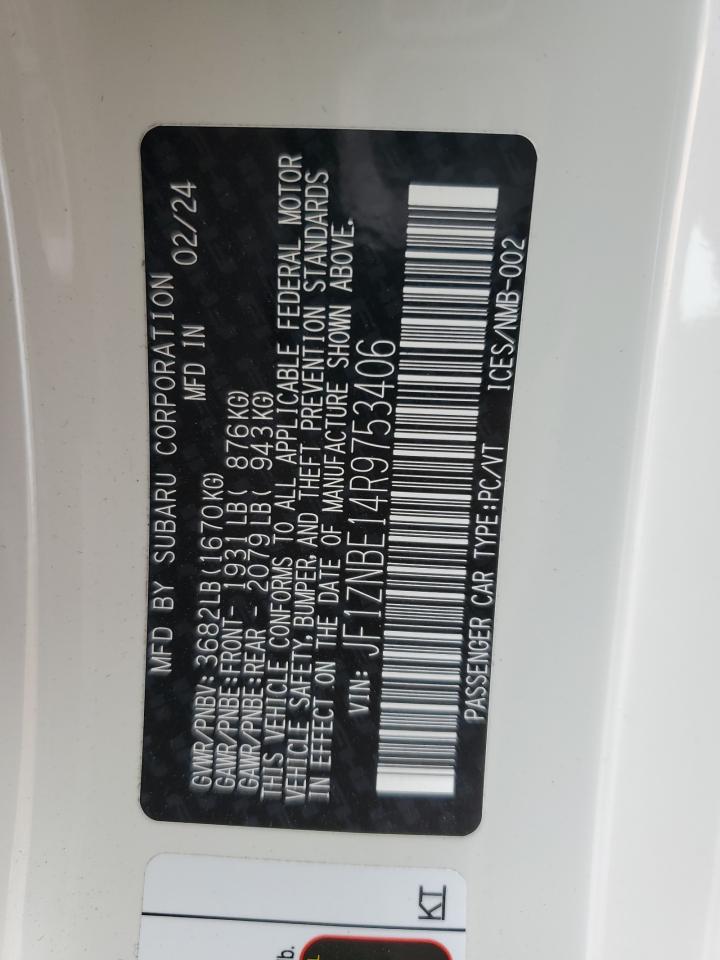 MFD BY SUBARU CORPORATION
MFD IN 02/24
GVWR/PNBV: 3682LB(1670KG)
GAWR/PNBE:FRONT- 1931LB( 876KG)
GAWR/PNBE:REAR - 2079LB( 943KG)
THIS VEHICLE CONFORMS TO ALL APPLICABLE FEDERAL MOTOR
VEHICLE SAFETY, BUMPER, AND THEFT PREVENTION STANDARDS
IN EFFECT ON THE DATE OF MANUFACTURE SHOWN ABOVE.
VIN: JF1ZNBE14R9753406
PASSENGER CAR TYPE:PC/VT ICES/NMB-002
KI
b.